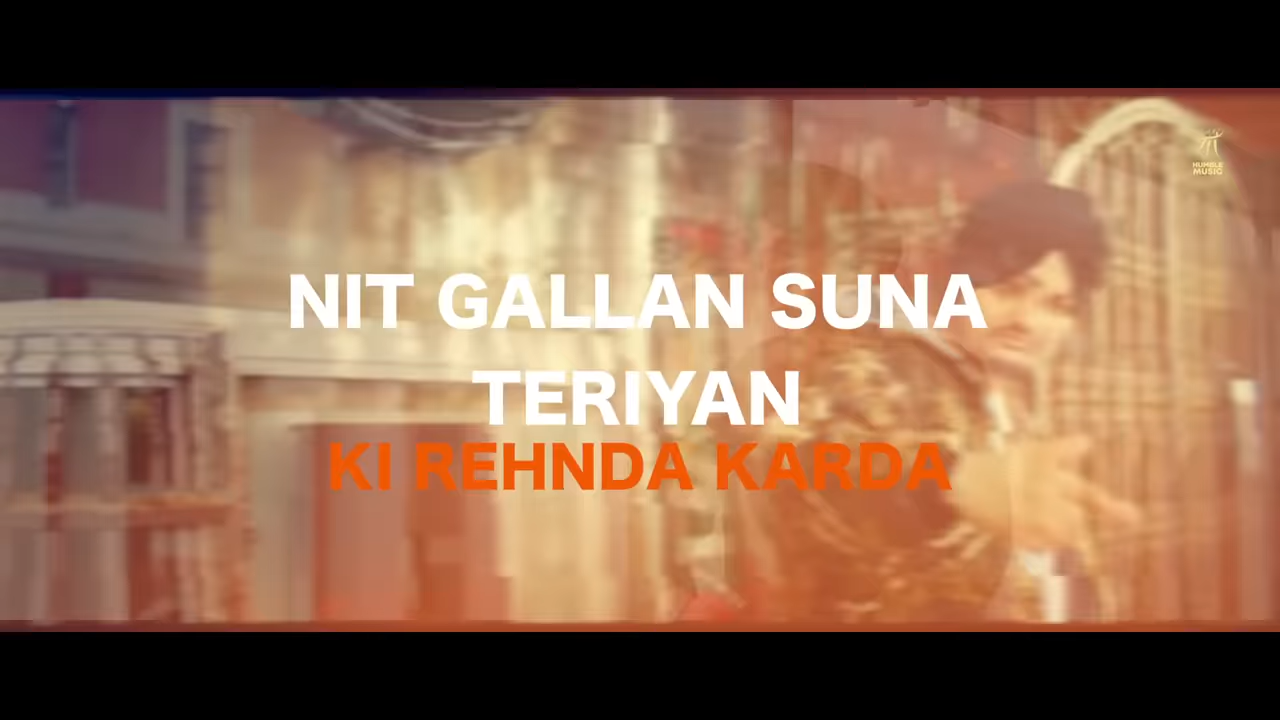 HUMBLE
MUSIC
NIT GALLAN SUNA
TERIYAN
KI REHNDA KARDA